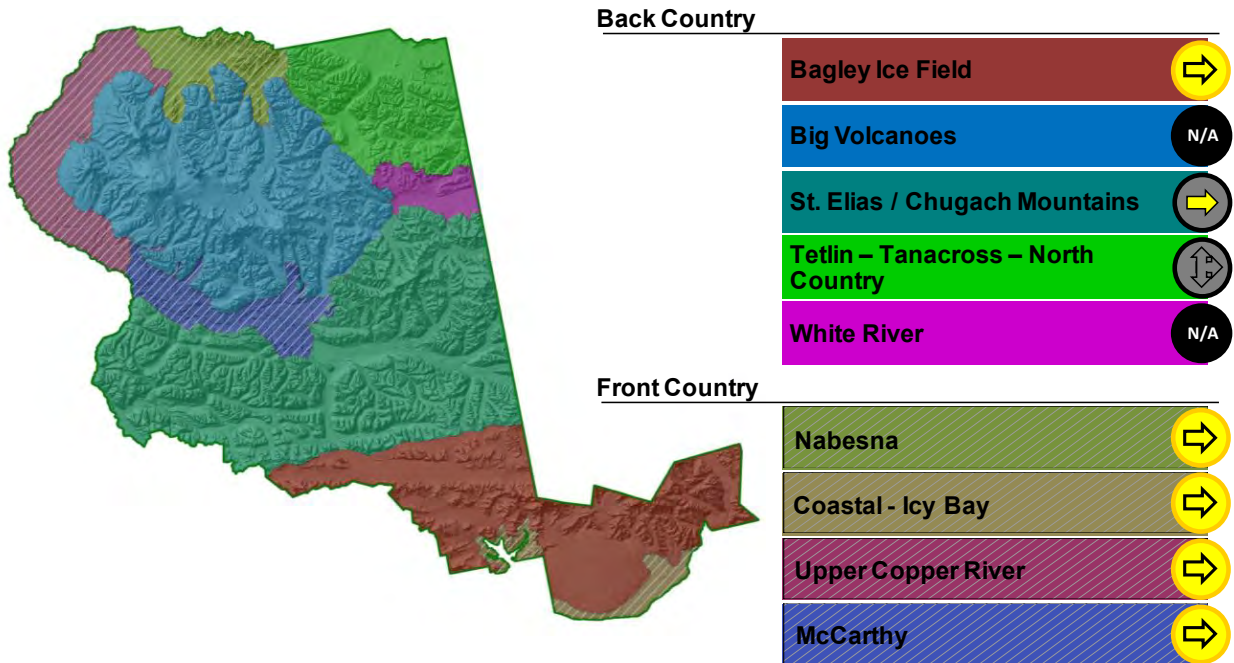 Back Country
Bagley Ice Field
Big Volcanoes
N/A
St. Elias / Chugach Mountains
Tetlin – Tanacross – North
Country
White River
N/A
Front Country
Nabesna
Coastal - Icy Bay
Upper Copper River
McCarthy